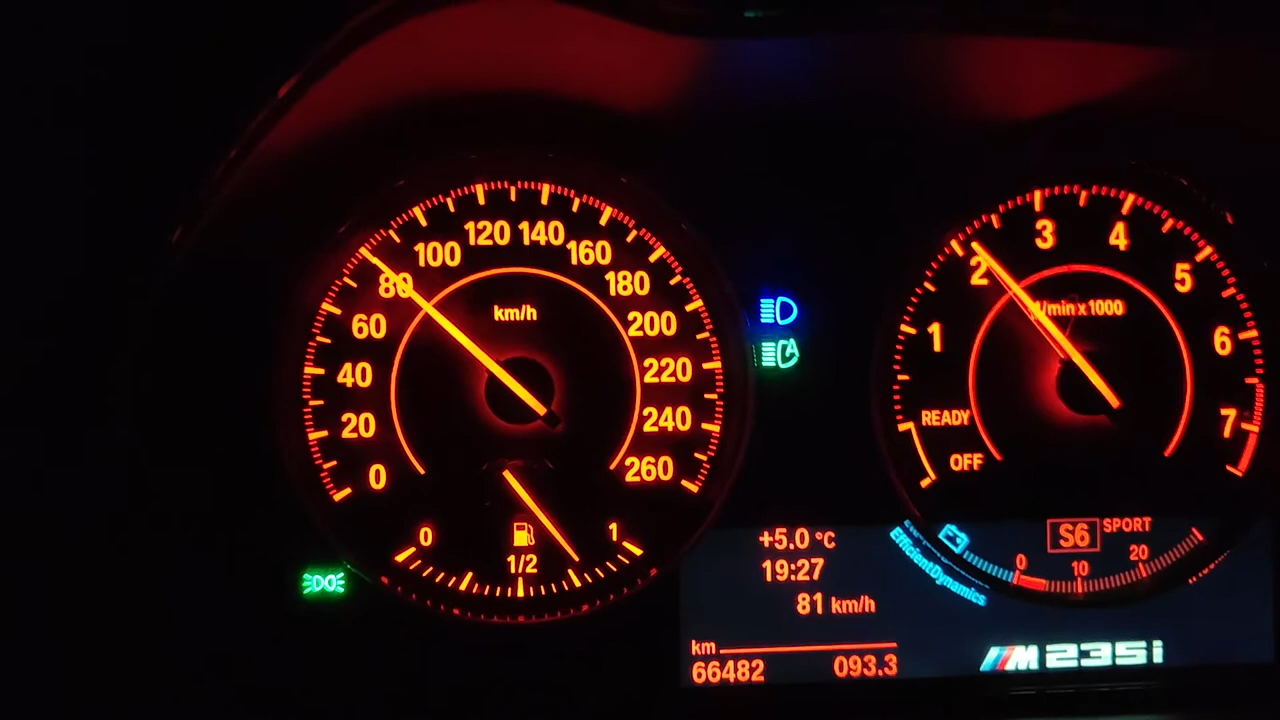 0
20
40
60
80
100
120
140
160
180
200
220
240
260
km/h
0
1/2
1
OFF
READY
1
2
3
4
5
6
7
1/min x 1000
+5.0 °C
19:27
81 km/h
km
66482 093.3
EfficientDynamics
S6 SPORT
0
10
20
M235i